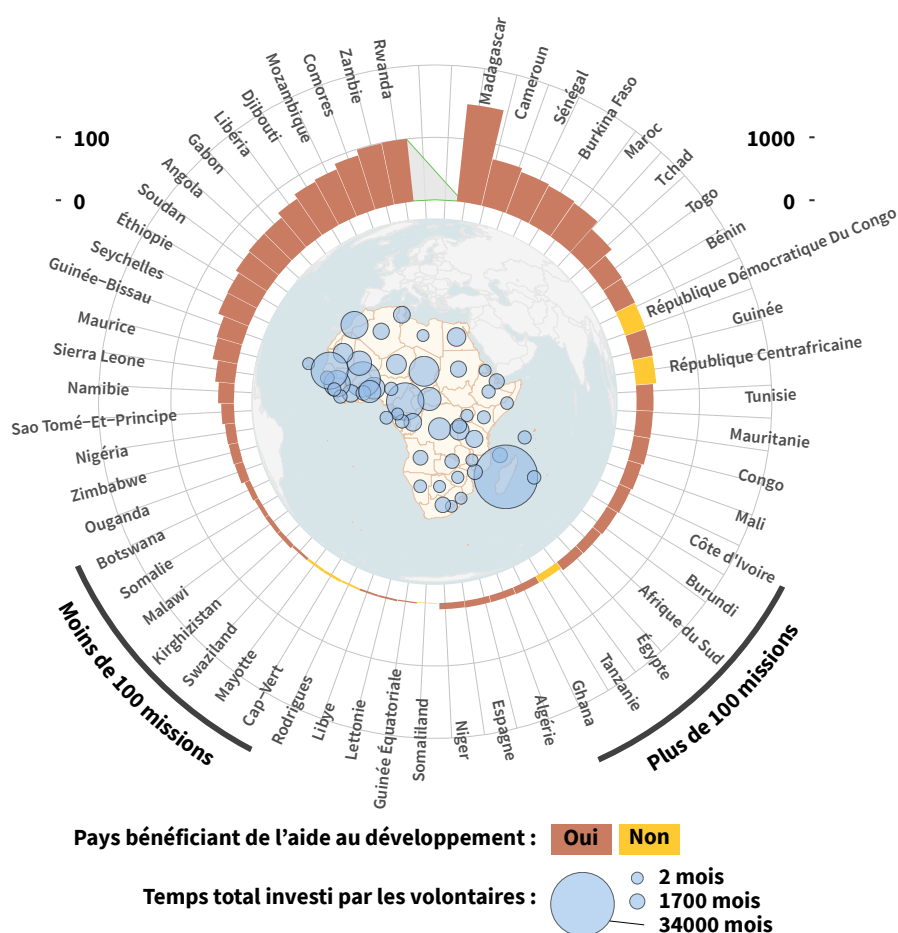 - 100
- 0
1000 -
0 -
Madagascar
Cameroun
Sénégal
Burkina Faso
Maroc
Tchad
Togo
Bénin
République Démocratique Du Congo
Guinée
République Centrafricaine
Tunisie
Mauritanie
Congo
Mali
Côte d'Ivoire
Burundi
Afrique du Sud
Égypte
Tanzanie
Ghana
Algérie
Espagne
Niger
Somaliland
Guinée Équatoriale
Lettonie
Libye
Rodrigues
Cap-Vert
Mayotte
Swaziland
Kirghizistan
Malawi
Somalie
Botswana
Ouganda
Zimbabwe
Nigéria
Sao Tomé-Et-Principe
Namibie
Sierra Leone
Maurice
Guinée-Bissau
Seychelles
Éthiopie
Soudan
Angola
Gabon
Libéria
Djibouti
Mozambique
Comores
Zambie
Rwanda
Moins de 100 missions
Plus de 100 missions
Pays bénéficiant de l'aide au développement : Oui Non
Temps total investi par les volontaires :
2 mois
1700 mois
34000 mois